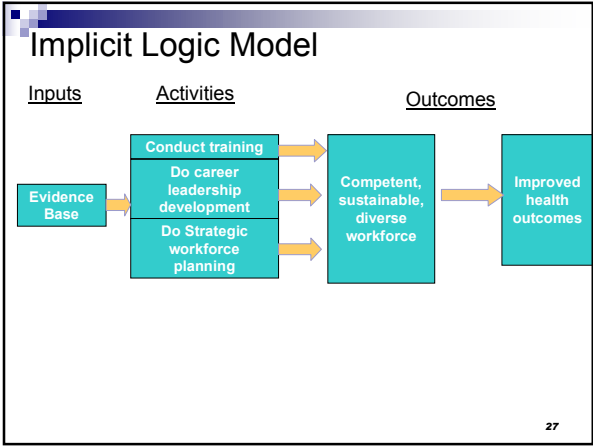 Implicit Logic Model
Inputs
Activities
Outcomes
Evidence
Base
Conduct training
Do career
leadership
development
Do Strategic
workforce
planning
Competent,
sustainable,
diverse
workforce
Improved
health
outcomes
27